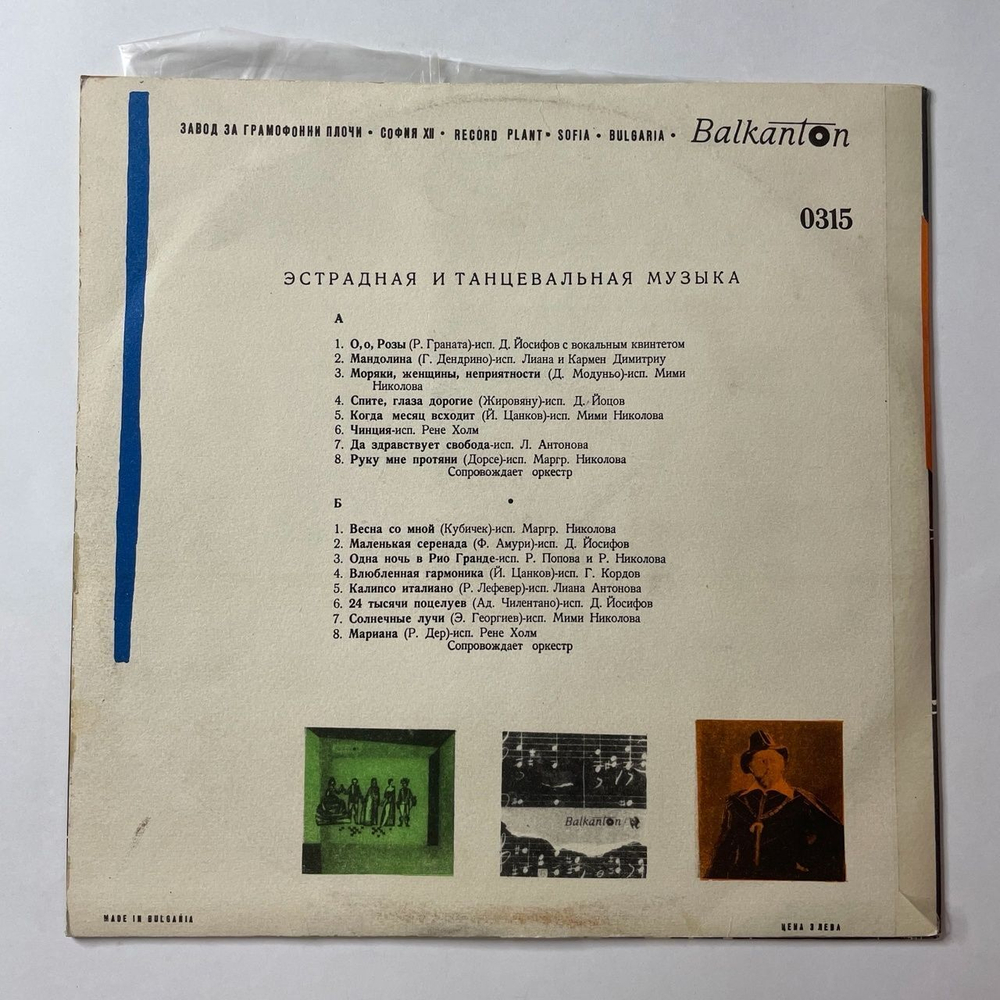 ЗАВОД ЗА ГРАМОФОННИ ПЛОЧИ • СОФИЯ XII • RECORD PLANT • SOFIA • BULGARIA • Balkanton
0315
ЭСТРАДНАЯ И ТАНЦЕВАЛЬНАЯ МУЗЫКА
А
1. О, о, Розы (Р. Граната)-исп. Д. Йосифов с вокальным квинтетом
2. Мандолина (Г. Дендрино)-исп. Лиана и Кармен Димитриу
3. Моряки, женщины, неприятности (Д. Модуньо)-исп. Мими
Николова
4. Спите, глаза дорогие (Жировяну)-исп. Д. Йоцов
5. Когда месяц всходит (Й. Цанков)-исп. Мими Николова
6. Чинция-исп. Рене Холм
7. Да здравствует свобода-исп. Л. Антонова
8. Руку мне протяни (Дорсе)-исп. Маргр. Николова
Сопровождает оркестр
Б
1. Весна со мной (Кубичек)-исп. Маргр. Николова
2. Маленькая серенада (Ф. Амури)-исп. Д. Йосифов
3. Одна ночь в Рио Гранде-исп. Р. Попова и Р. Николова
4. Влюбленная гармоника (Й. Цанков)-исп. Г. Кордов
5. Калипсо италиано (Р. Лефевер)-исп. Лиана Антонова
6. 24 тысячи поцелуев (Ад. Чилентано)-исп. Д. Йосифов
7. Солнечные лучи (Э. Георгиев)-исп. Мими Николова
8. Мариана (Р. Дер)-исп. Рене Холм
Сопровождает оркестр
Balkanton
MADE IN BULGARIA
ЦЕНА 3 ЛЕВА